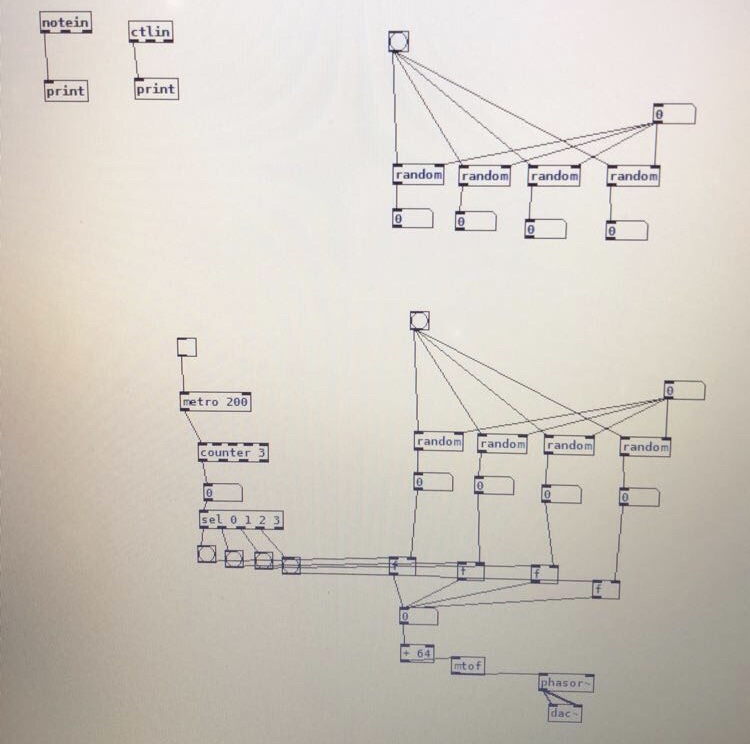 notein
ctlin
print
print
0
random
random
random
random
0
0
0
0
metro 200
0
counter 3
random
random
random
random
0
0
0
0
0
sel 0 1 2 3
f
f
f
f
0
+ 64
mtof
phasor~
dac~